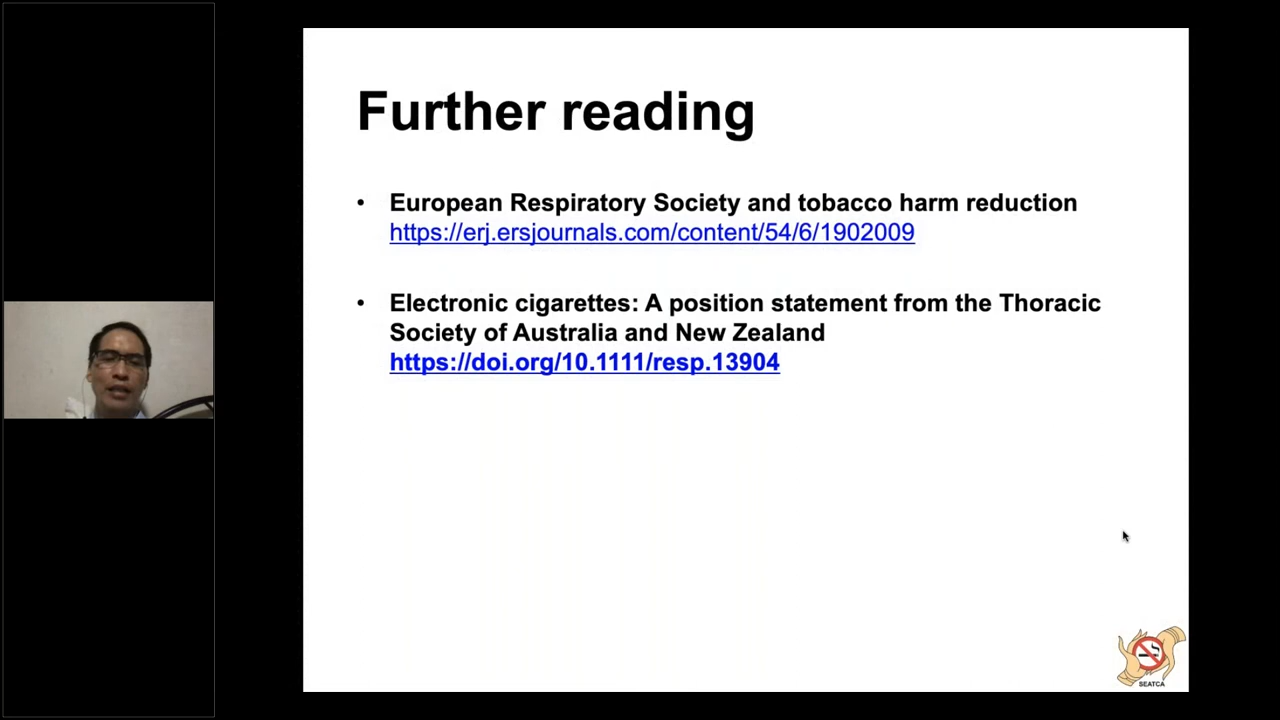 Further reading
• European Respiratory Society and tobacco harm reduction
https://erj.ersjournals.com/content/54/6/1902009
• Electronic cigarettes: A position statement from the Thoracic
Society of Australia and New Zealand
https://doi.org/10.1111/resp.13904
SEATCA